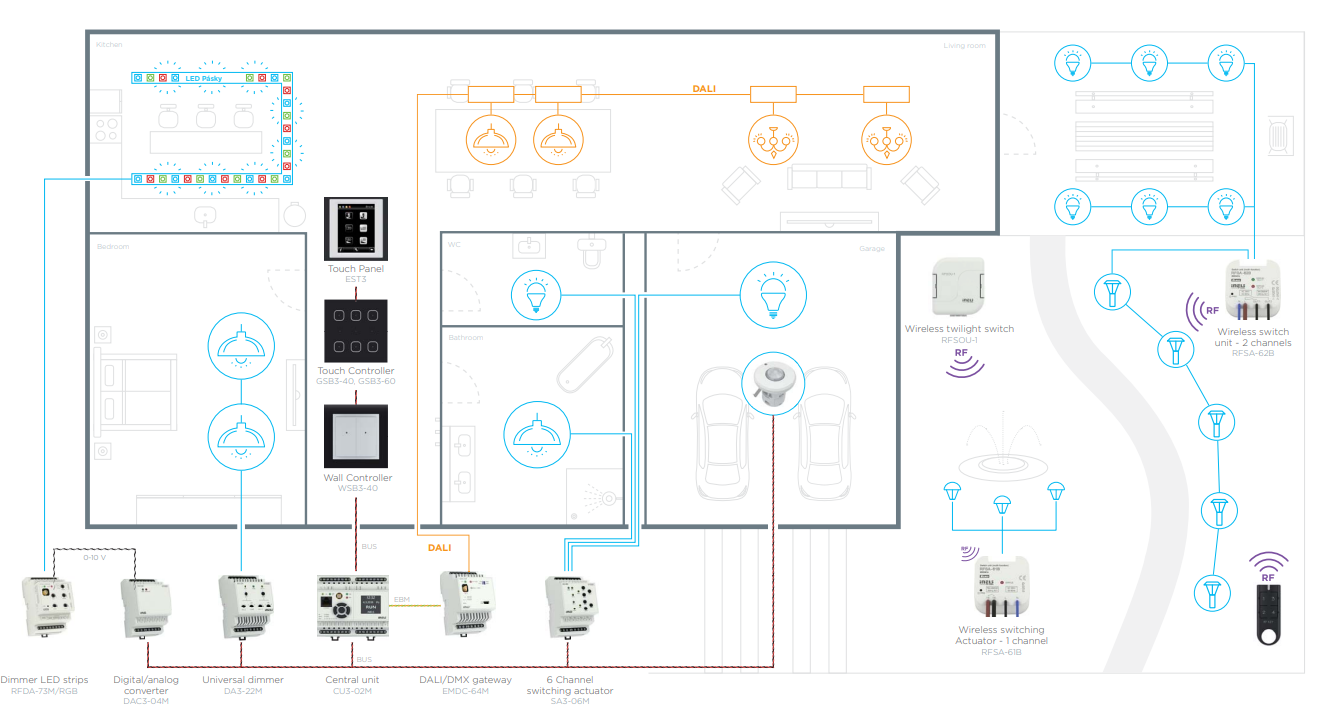 Kitchen
Living room
LED Pásky
DALI
Bedroom
WC
Garage
Touch Panel
EST3
Touch Controller
GSB3-40, GSB3-60
Bathroom
Wall Controller
WSB3-40
Wireless twilight switch
RFSOU-1
RF
RF
Wireless switch
unit - 2 channels
RFSA-62B
BUS
DALI
0-10 V
EBM
RUN
BUS
RF
Wireless switching
Actuator - 1 channel
RFSA-61B
RF
Dimmer LED strips
RFDA-73M/RGB
Digital/analog
converter
DAC3-04M
Universal dimmer
DA3-22M
Central unit
CU3-02M
DALI/DMX gateway
EMDC-64M
6 Channel
switching actuator
SA3-06M